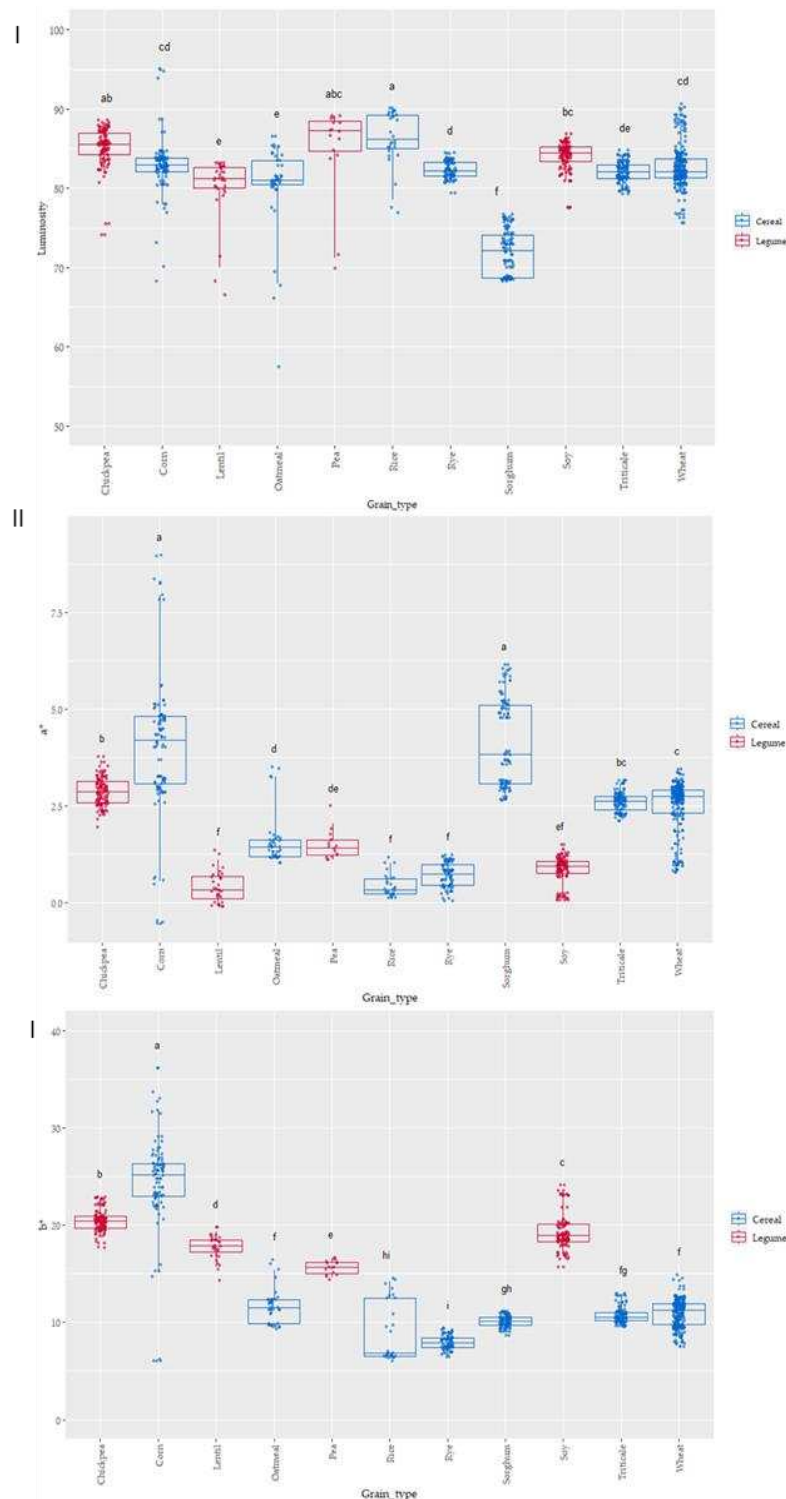 I
100
90
80
70
60
50
Luminosity
ab
cd
e
e
abc
a
d
f
bc
de
cd
Chickpea
Corn
Lentil
Oatmeal
Pea
Rice
Rye
Sorghum
Soy
Triticale
Wheat
Grain_type
Cereal
Legume
II
7.5
5.0
2.5
0.0
a*
b
a
f
d
de
f
f
a
ef
bc
c
Chickpea
Corn
Lentil
Oatmeal
Pea
Rice
Rye
Sorghum
Soy
Triticale
Wheat
Grain_type
Cereal
Legume
I
40
30
20
10
0
b*
b
a
d
f
e
hi
i
gh
c
fg
f
Chickpea
Corn
Lentil
Oatmeal
Pea
Rice
Rye
Sorghum
Soy
Triticale
Wheat
Grain_type
Cereal
Legume